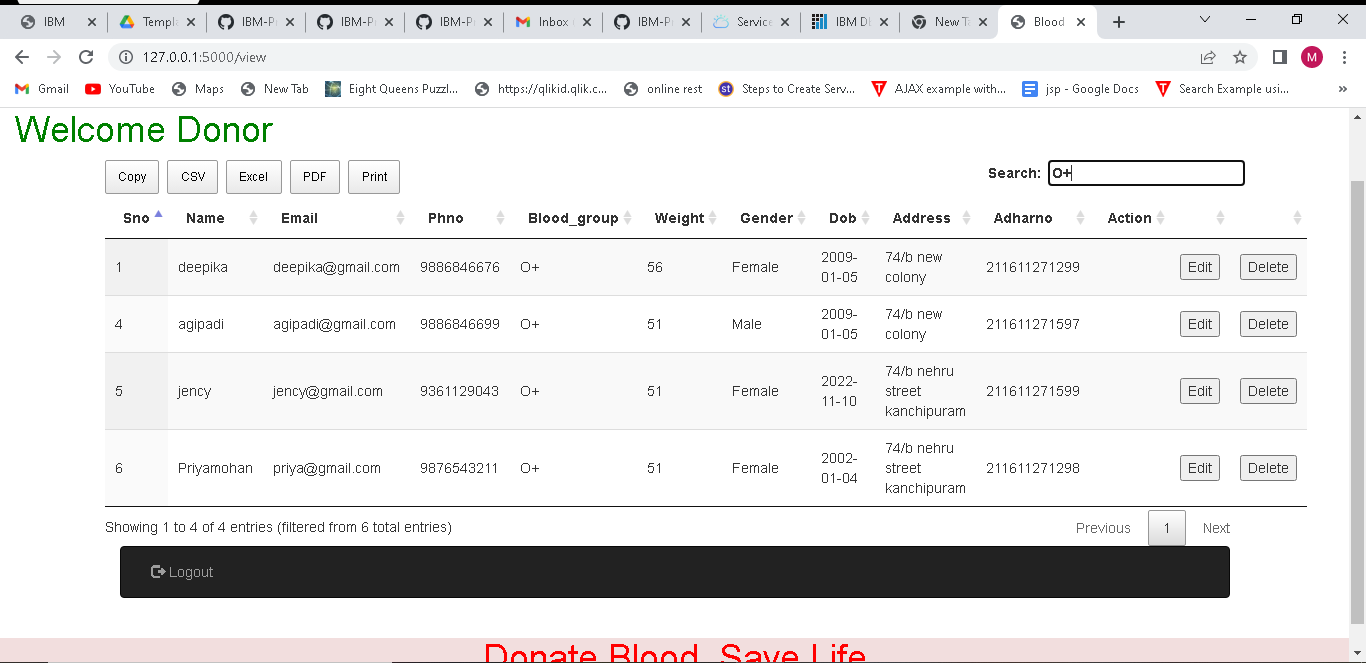 IBM Templ IBM-P IBM-P IBM-P Inbox IBM-P Service IBM D New T Blood
127.0.0.1:5000/view M
Gmail YouTube Maps New Tab Eight Queens Puzzl... https://qlikid.qlik.c... online rest st Steps to Create Serv... AJAX example with... jsp - Google Docs Search Example usi... »
Welcome Donor
Copy CSV Excel PDF Print Search: O+
Sno Name Email Phno Blood_group Weight Gender Dob Address Adharno Action
1 deepika deepika@gmail.com 9886846676 O+ 56 Female 2009-01-05 74/b new colony 211611271299 Edit Delete
4 agipadi agipadi@gmail.com 9886846699 O+ 51 Male 2009-01-05 74/b new colony 211611271597 Edit Delete
5 jency jency@gmail.com 9361129043 O+ 51 Female 2022-11-10 74/b nehru street kanchipuram 211611271599 Edit Delete
6 Priyamohan priya@gmail.com 9876543211 O+ 51 Female 2002-01-04 74/b nehru street kanchipuram 211611271298 Edit Delete
Showing 1 to 4 of 4 entries (filtered from 6 total entries) Previous 1 Next
Logout
Donate Blood, Save Life